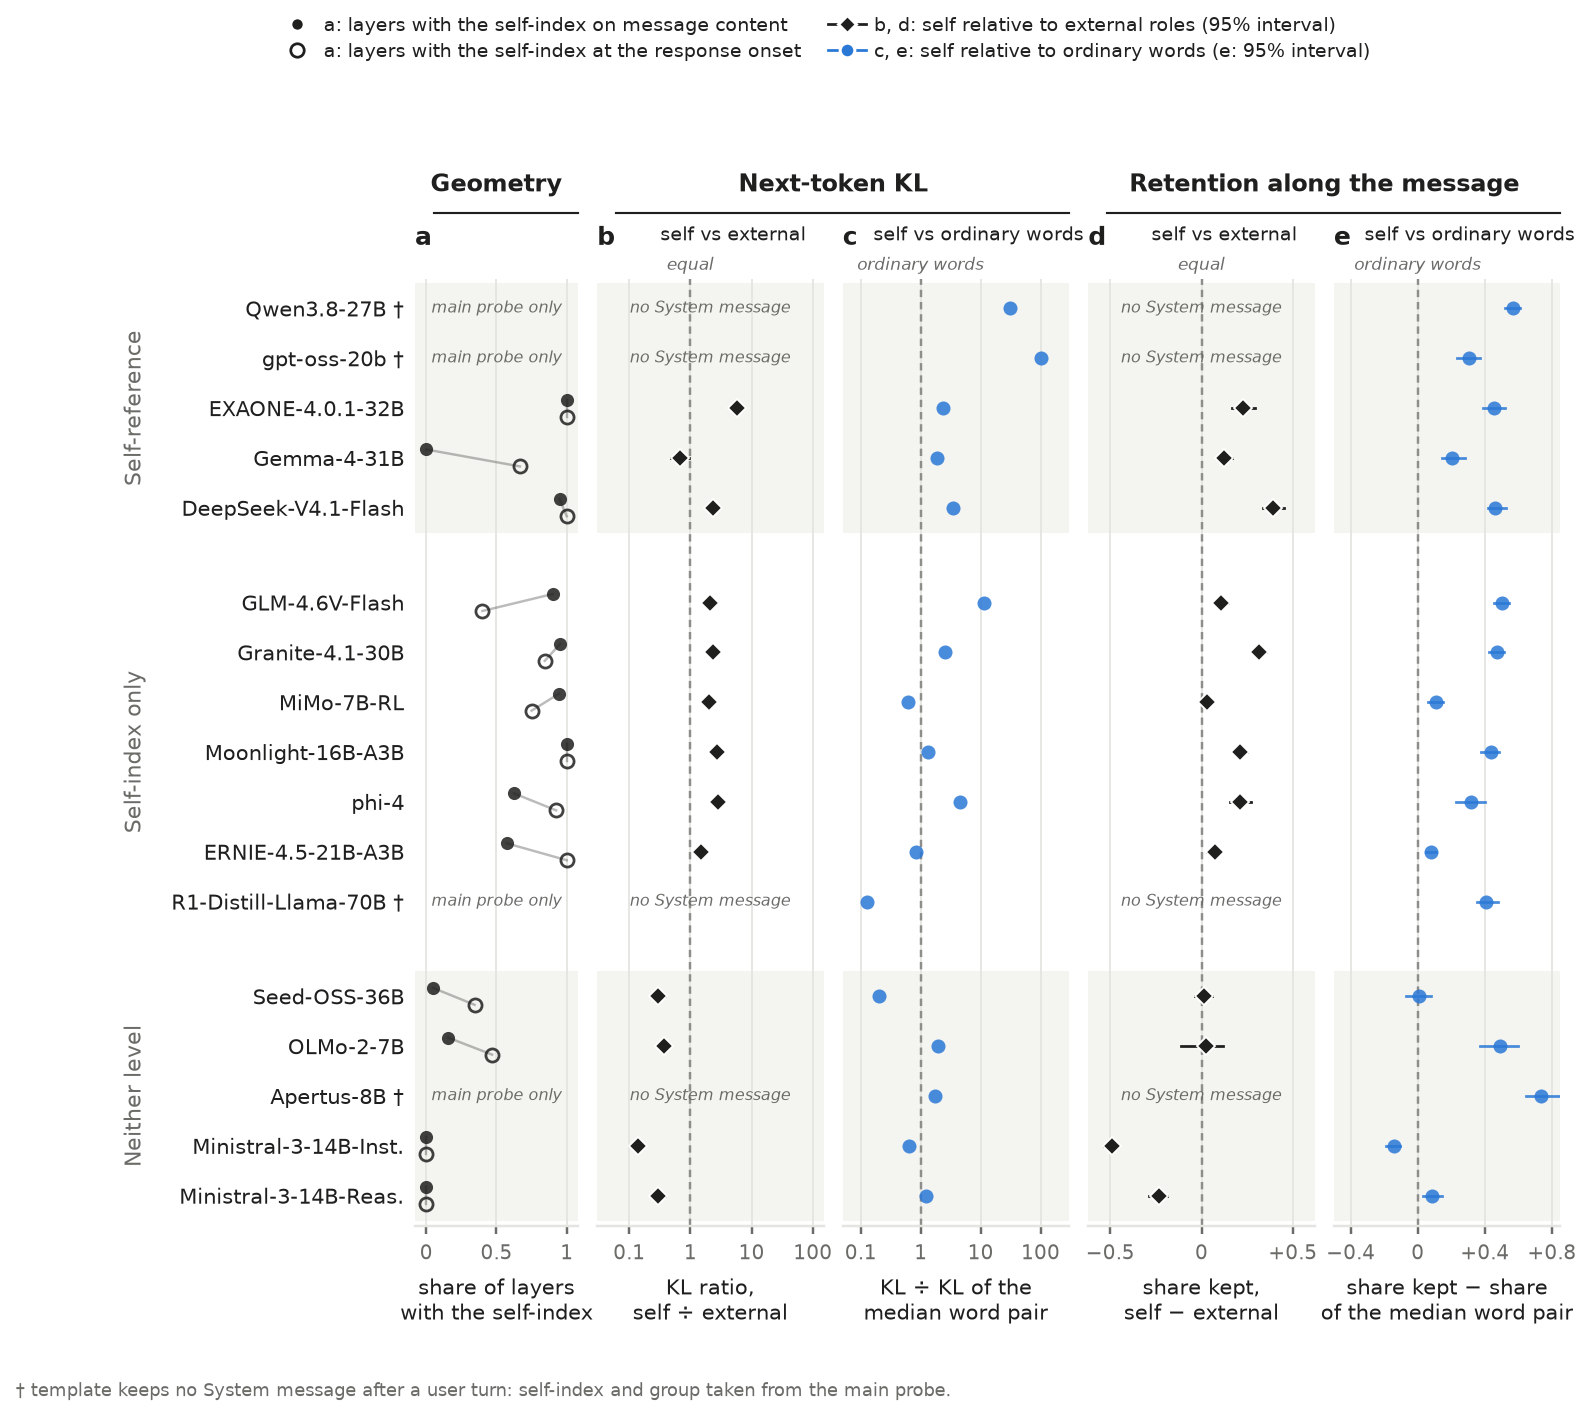 a: layers with the self-index on message content
a: layers with the self-index at the response onset
b, d: self relative to external roles (95% interval)
c, e: self relative to ordinary words (e: 95% interval)
Geometry
Next-token KL
Retention along the message
a
b self vs external
c self vs ordinary words
d self vs external
e self vs ordinary words
equal
ordinary words
equal
ordinary words
Self-reference
Qwen3.8-27B † main probe only no System message no System message
gpt-oss-20b † main probe only no System message no System message
EXAONE-4.0.1-32B
Gemma-4-31B
DeepSeek-V4.1-Flash
Self-index only
GLM-4.6V-Flash
Granite-4.1-30B
MiMo-7B-RL
Moonlight-16B-A3B
phi-4
ERNIE-4.5-21B-A3B
R1-Distill-Llama-70B † main probe only no System message no System message
Neither level
Seed-OSS-36B
OLMo-2-7B
Apertus-8B † main probe only no System message no System message
Ministral-3-14B-Inst.
Ministral-3-14B-Reas.
0 0.5 1
0.1 1 10 100
0.1 1 10 100
−0.5 0 +0.5
−0.4 0 +0.4 +0.8
share of layers
with the self-index
KL ratio,
self ÷ external
KL ÷ KL of the
median word pair
share kept,
self − external
share kept − share
of the median word pair
† template keeps no System message after a user turn: self-index and group taken from the main probe.